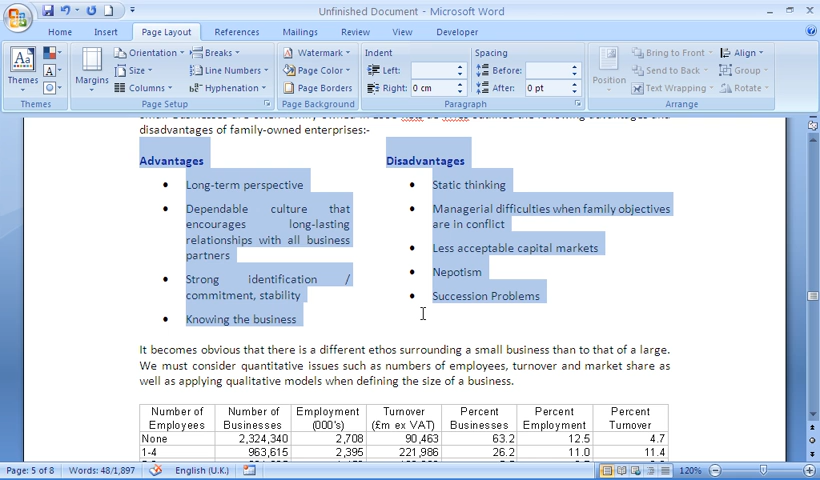 Unfinished Document - Microsoft Word
Home Insert Page Layout References Mailings Review View Developer
Themes
Themes
Margins
Orientation
Size
Columns
Breaks
Line Numbers
Hyphenation
Page Setup
Watermark
Page Color
Page Borders
Page Background
Indent
Left:
Right: 0 cm
Spacing
Before:
After: 0 pt
Paragraph
Position
Bring to Front
Send to Back
Text Wrapping
Align
Group
Rotate
Arrange
disadvantages of family-owned enterprises:-
Advantages
• Long-term perspective
• Dependable culture that
encourages long-lasting
relationships with all business
partners
• Strong identification /
commitment, stability
• Knowing the business
Disadvantages
• Static thinking
• Managerial difficulties when family objectives
are in conflict
• Less acceptable capital markets
• Nepotism
• Succession Problems
It becomes obvious that there is a different ethos surrounding a small business than to that of a large.
We must consider quantitative issues such as numbers of employees, turnover and market share as
well as applying qualitative models when defining the size of a business.
Number of Employees Number of Businesses Employment (000's) Turnover (£m ex VAT) Percent Businesses Percent Employment Percent Turnover
None 2,324,340 2,708 90,463 63.2 12.5 4.7
1-4 963,615 2,395 221,986 26.2 11.0 11.4
Page: 5 of 8 Words: 48/1,897 English (U.K.) 120%